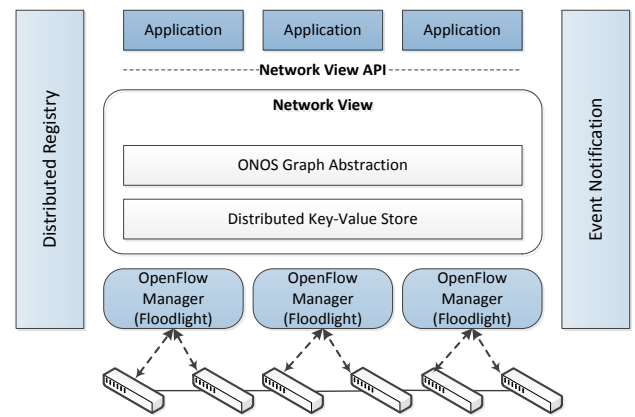 Application
Application
Application
Network View API
Network View
ONOS Graph Abstraction
Distributed Key-Value Store
OpenFlow
Manager
(Floodlight)
OpenFlow
Manager
(Floodlight)
OpenFlow
Manager
(Floodlight)
Distributed Registry
Event Notification